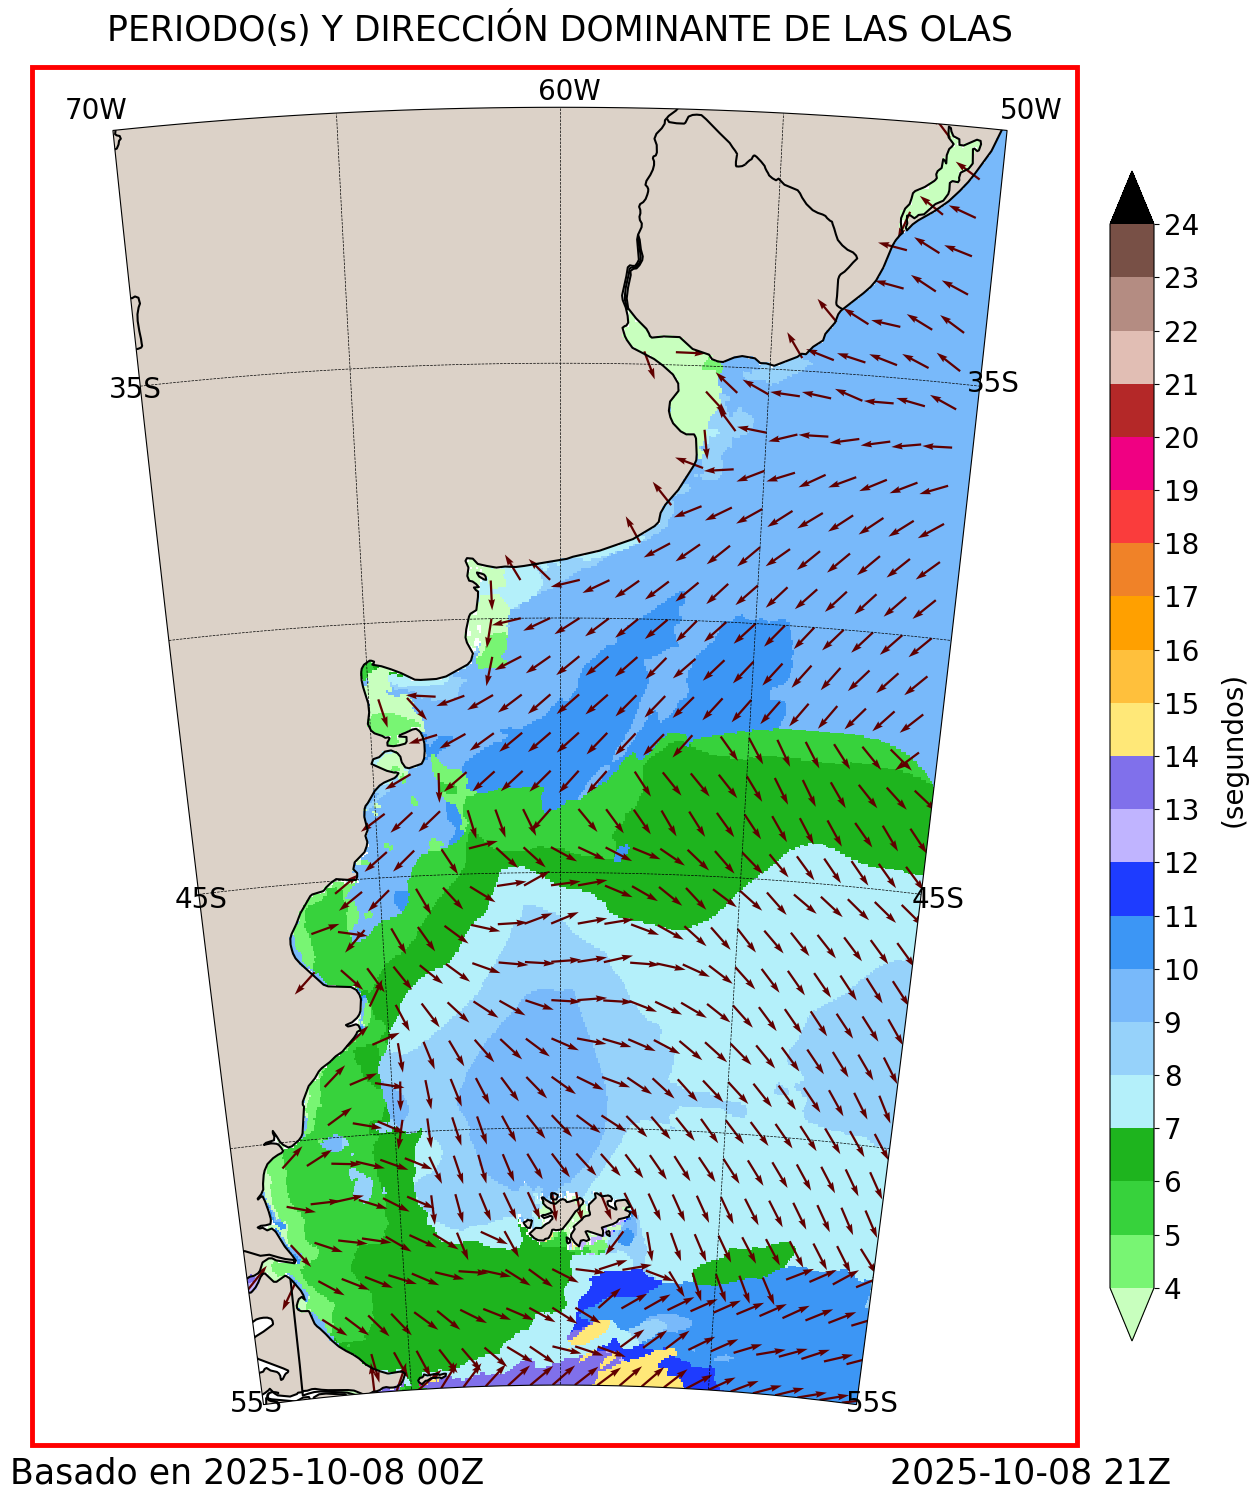 PERIODO(s) Y DIRECCIÓN DOMINANTE DE LAS OLAS
70W
60W
50W
35S
35S
45S
45S
55S
55S
24
23
22
21
20
19
18
17
16
15
14
13
12
11
10
9
8
7
6
5
4
(segundos)
Basado en 2025-10-08 00Z
2025-10-08 21Z